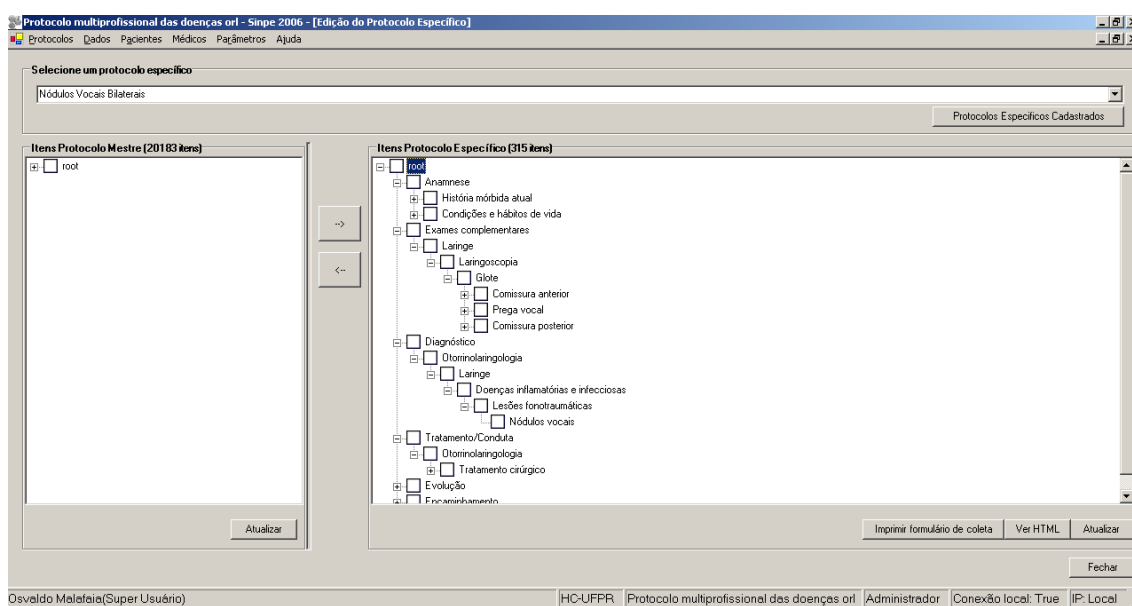 Protocolo multiprofissional das doenças orl - Sinpe 2006 - [Edição do Protocolo Específico]
Protocolos Dados Pacientes Médicos Parâmetros Ajuda
Selecione um protocolo específico
Nódulos Vocais Bilaterais
Protocolos Especificos Cadastrados
Itens Protocolo Mestre (20183 itens)
root
Atualizar
-->
<--
Itens Protocolo Específico (315 itens)
root
Anamnese
História mórbida atual
Condições e hábitos de vida
Exames complementares
Laringe
Laringoscopia
Glote
Comissura anterior
Prega vocal
Comissura posterior
Diagnóstico
Otorrinolaringologia
Laringe
Doenças inflamatórias e infecciosas
Lesões fonotraumáticas
Nódulos vocais
Tratamento/Conduta
Otorrinolaringologia
Tratamento cirúrgico
Evolução
Encaminhamento
Imprimir formulário de coleta Ver HTML Atualizar
Fechar
Osvaldo Malafaia(Super Usuário) HC-UFPR Protocolo multiprofissional das doenças orl Administrador Conexão local: True IP: Local